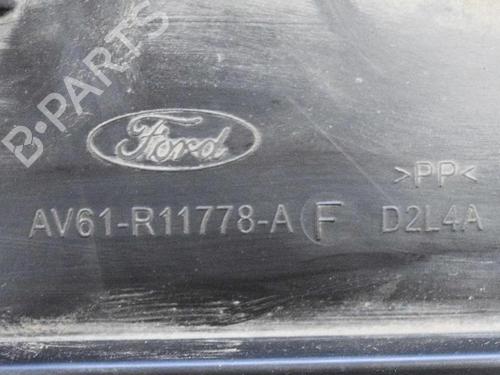 B-PARTS
Ford
>PP<
AV61-R11778-A F D2L4A